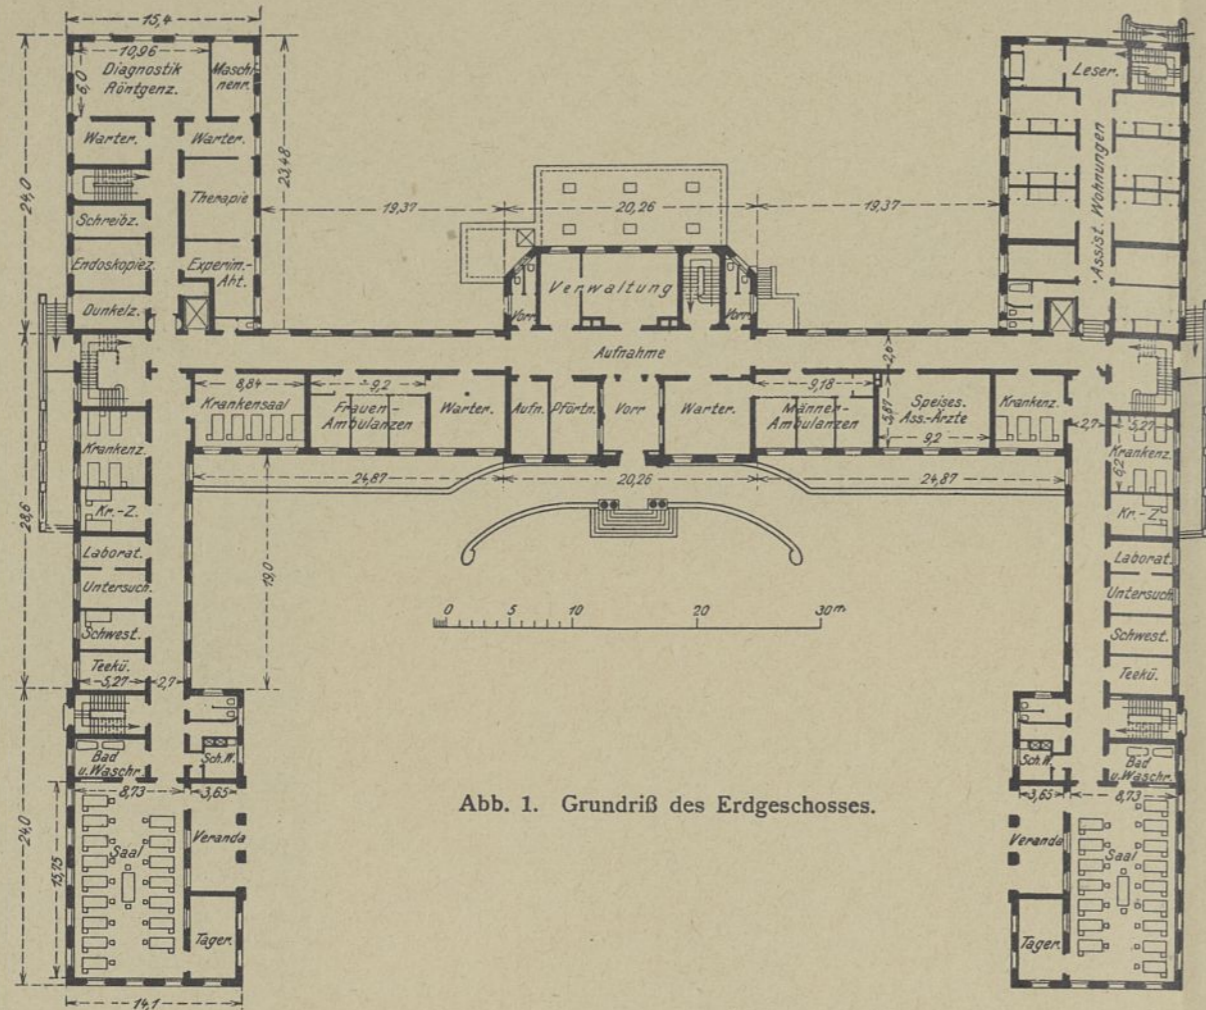 15,4
10,96
Diagnostik
Röntgenz.
6,0
Maschi-
nenr.
Leser.
Warter.
Warter.
24,0
23,48
Therapie
Assist. Wohnungen
19,37
20,26
19,37
Schreibz.
Endoskopiez.
Experim.-
Abt.
Verwaltung
Dunkelz.
Vorr.
Vorr.
Aufnahme
2,6
8,84
Krankensaal
9,2
Frauen-
Ambulanzen
Warter.
Aufn.
Pförtn.
Vorr
Warter.
9,18
Männer-
Ambulanzen
5,87
Speises.
Ass.-Ärzte
9,2
Krankenz.
2,7
5,27
Krankenz.
Krankenz.
6,2
24,87
20,26
24,87
28,6
Kr.-Z.
Kr.-Z.
19,0
Laborat.
Laborat.
Untersuch.
Untersuch.
Schwest.
Schwest.
Teekü.
Teekü.
5,27
2,7
0 5 10 20 30m.
Bad
u. Waschr.
Sch.W.
Sch.W.
Bad
u. Waschr.
8,73
3,65
3,65
8,73
Abb. 1. Grundriß des Erdgeschosses.
24,0
15,75
Saal
Veranda
Veranda
Saal
Tager.
Tager.
14,1